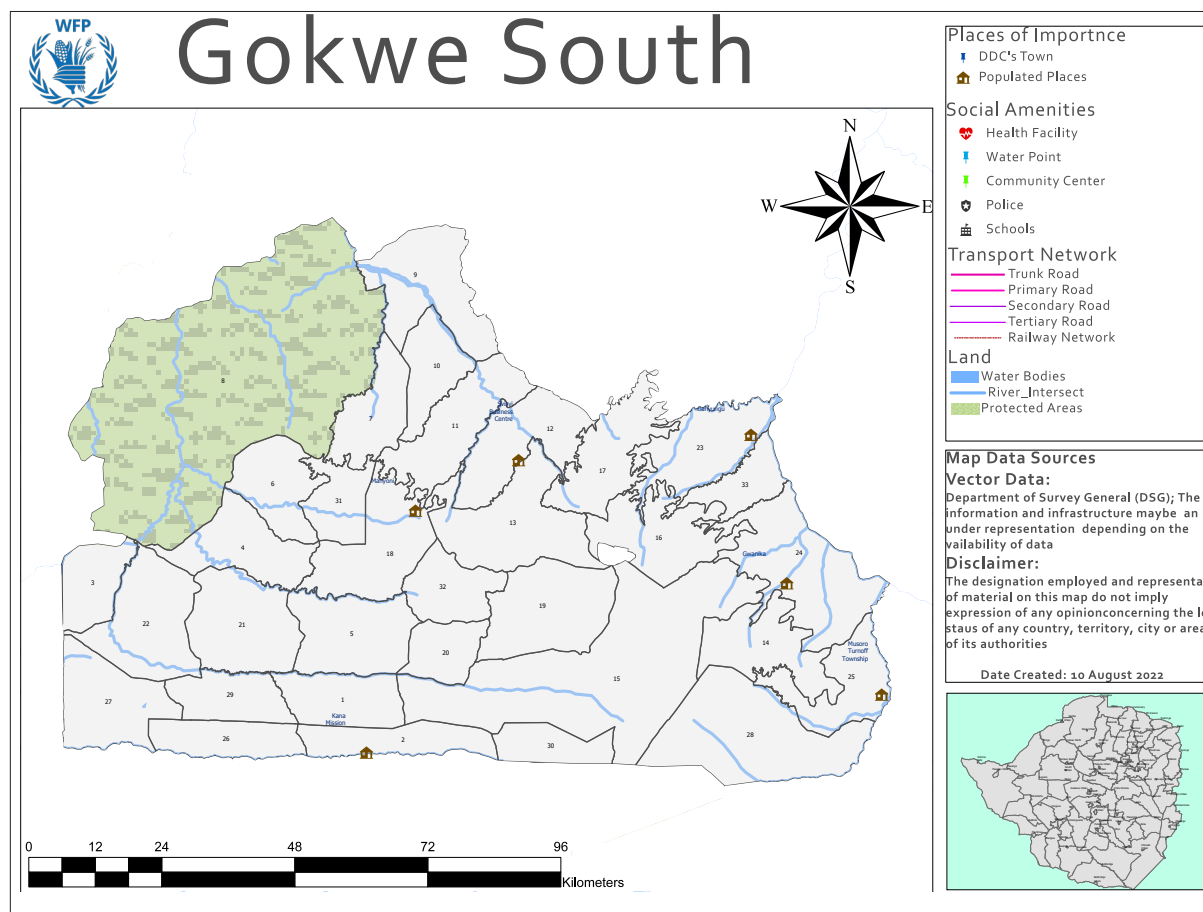 WFP
Gokwe South
N
W
E
S
9
10
8
7
11
Business
Centre
12
Ganyungu
23
17
Manyoni
6
31
33
13
16
Gwanika
24
4
18
3
32
19
22
21
5
14
20
Musoro
Turnoff
Township
25
15
27
29
1
Kana
Mission
26
2
30
28
0 12 24 48 72 96
Kilometers
Places of Importnce
DDC's Town
Populated Places
Social Amenities
Health Facility
Water Point
Community Center
Police
Schools
Transport Network
Trunk Road
Primary Road
Secondary Road
Tertiary Road
Railway Network
Land
Water Bodies
River_Intersect
Protected Areas
Map Data Sources
Vector Data:
Department of Survey General (DSG); The
information and infrastructure maybe an
under representation depending on the
vailability of data
Disclaimer:
The designation employed and representa
of material on this map do not imply
expression of any opinionconcerning the le
staus of any country, territory, city or area
of its authorities
Date Created: 10 August 2022